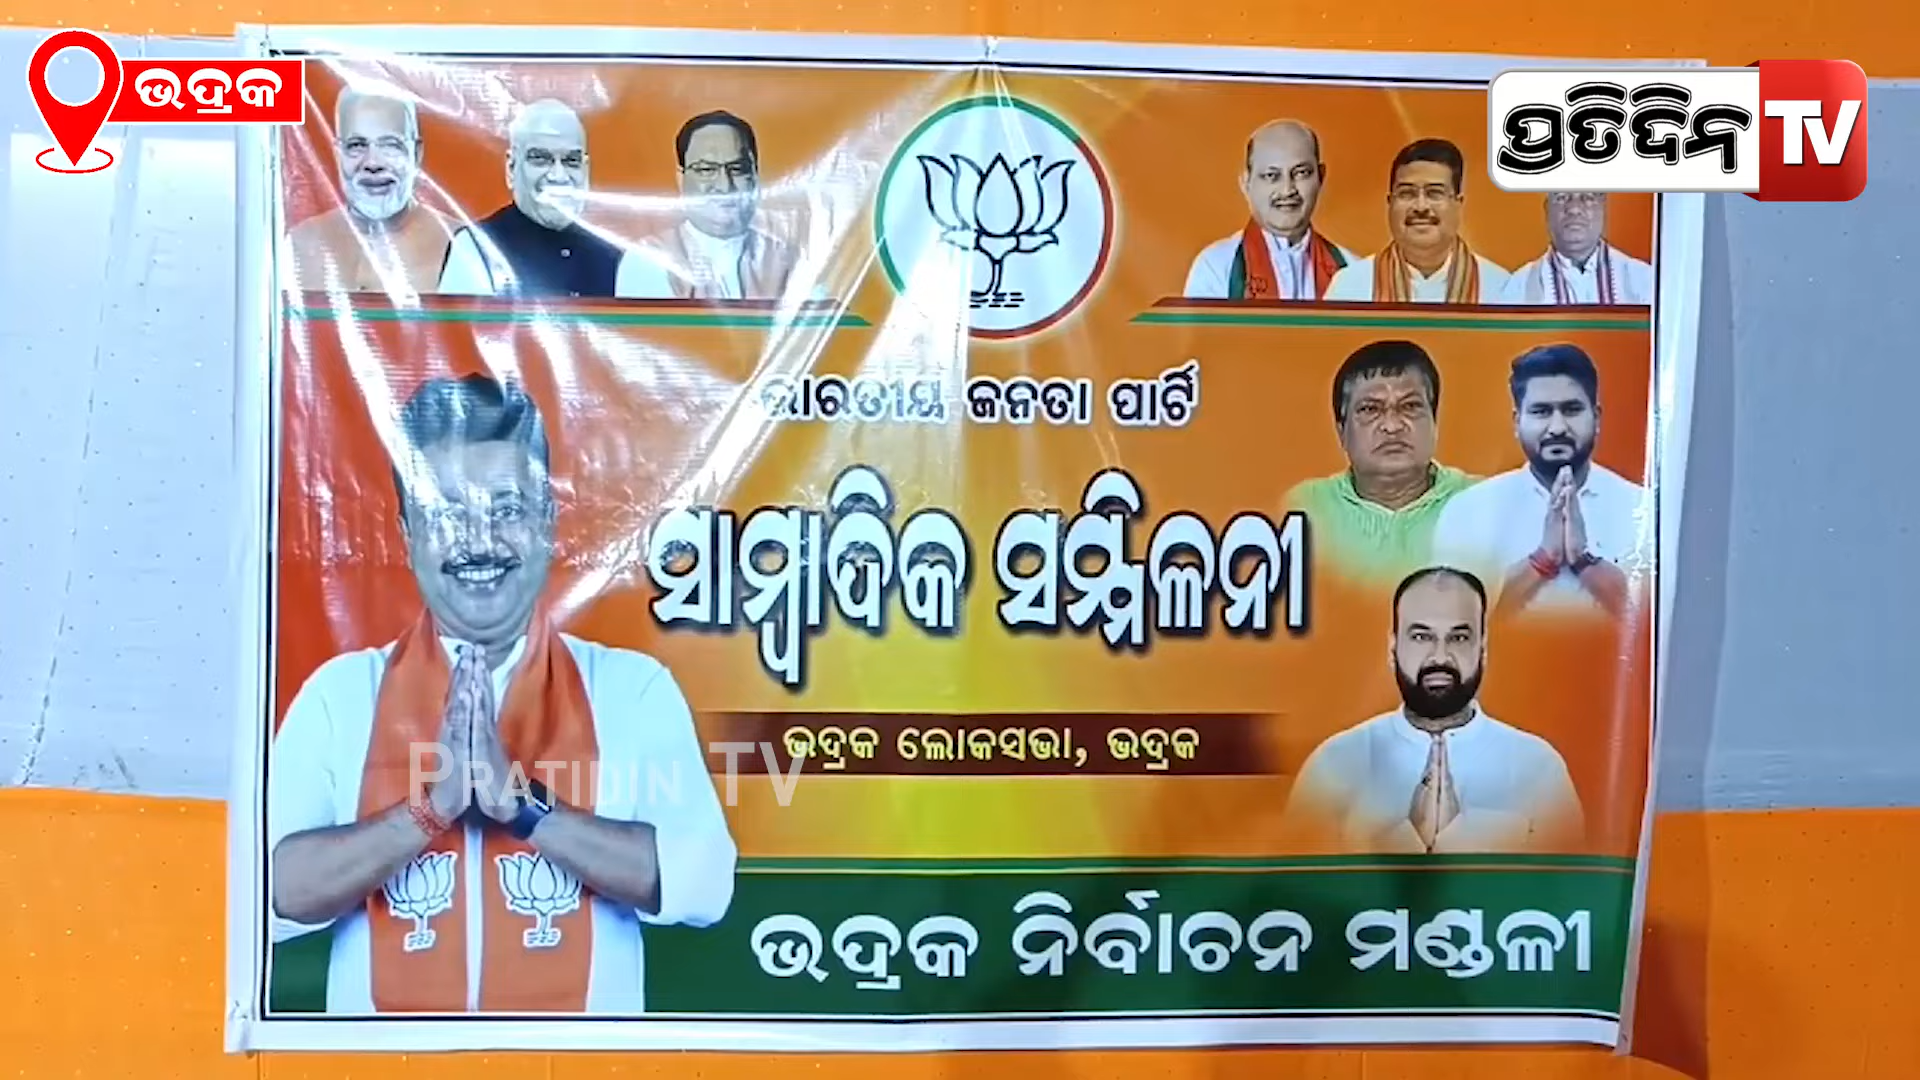 ଭଦ୍ରକ
ପ୍ରତିଦିନ TV
ଭାରତୀୟ ଜନତା ପାର୍ଟି
ସାମ୍ବାଦିକ ସମ୍ମିଳନୀ
ଭଦ୍ରକ ଲୋକସଭା, ଭଦ୍ରକ
PRATIDIN TV
ଭଦ୍ରକ ନିର୍ବାଚନ ମଣ୍ଡଳୀ